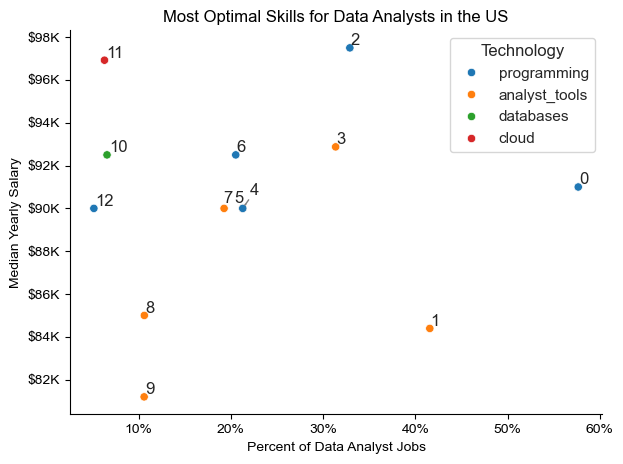 Most Optimal Skills for Data Analysts in the US
$98K
$96K
$94K
$92K
$90K
$88K
$86K
$84K
$82K
Median Yearly Salary
11
2
3
10
6
0
12
7
5
4
8
1
9
Technology
programming
analyst_tools
databases
cloud
10%
20%
30%
40%
50%
60%
Percent of Data Analyst Jobs